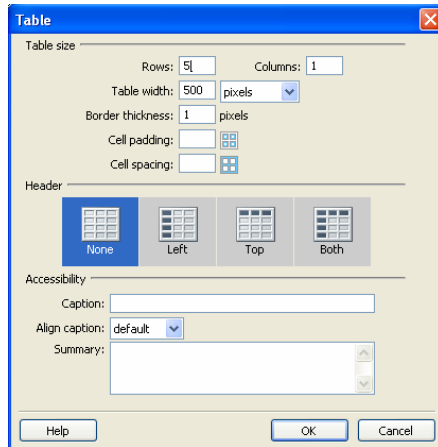 Table
Table size
Rows: 5 Columns: 1
Table width: 500 pixels
Border thickness: 1 pixels
Cell padding:
Cell spacing:
Header
None Left Top Both
Accessibility
Caption:
Align caption: default
Summary:
Help OK Cancel